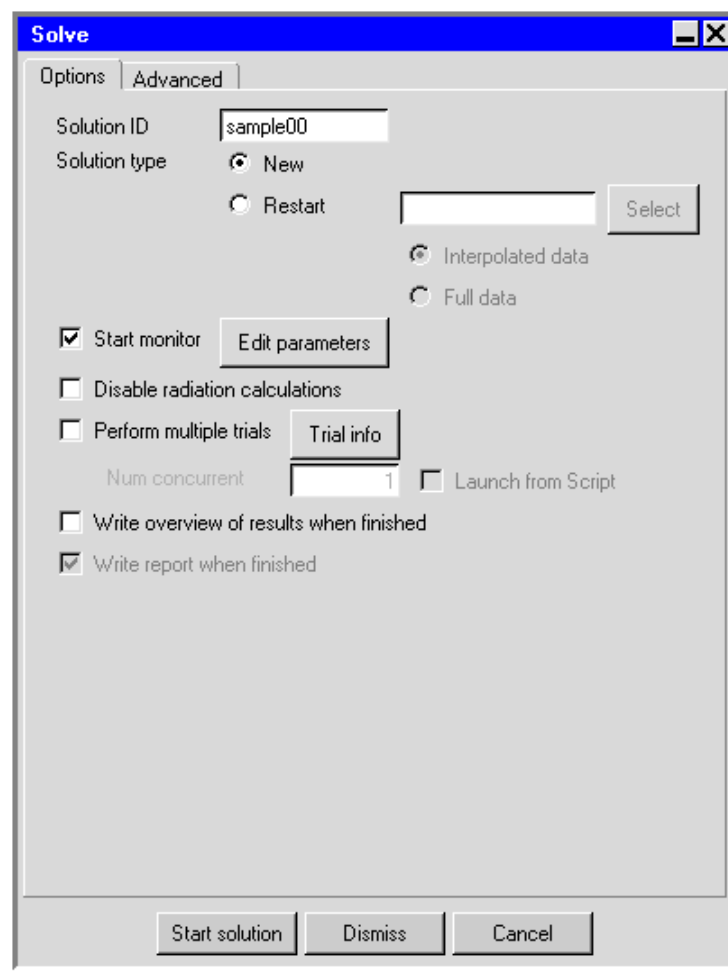 Solve
Options Advanced
Solution ID sample00
Solution type New
Restart Select
Interpolated data
Full data
Start monitor Edit parameters
Disable radiation calculations
Perform multiple trials Trial info
Num concurrent 1 Launch from Script
Write overview of results when finished
Write report when finished
Start solution Dismiss Cancel